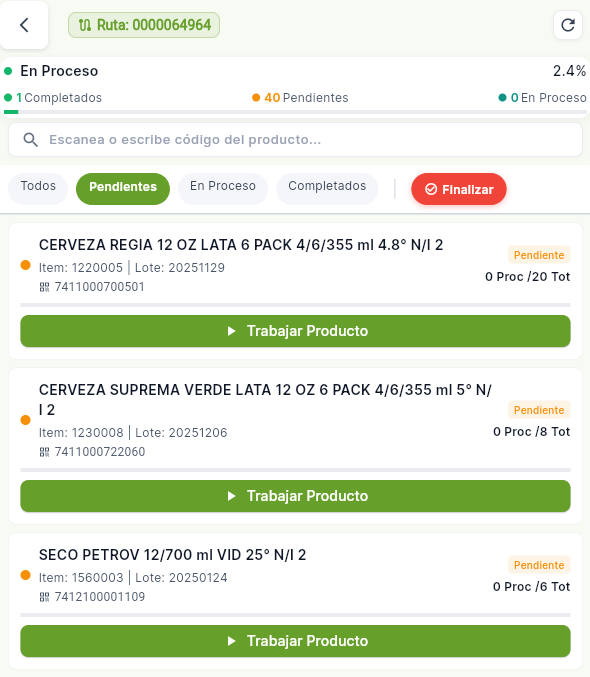 Ruta: 0000064964
En Proceso 2.4%
1 Completados 40 Pendientes 0 En Proceso
Escanea o escribe código del producto...
Todos Pendientes En Proceso Completados Finalizar
CERVEZA REGIA 12 OZ LATA 6 PACK 4/6/355 ml 4.8° N/I 2
Pendiente
Item: 1220005 | Lote: 20251129
0 Proc /20 Tot
7411000700501
Trabajar Producto
CERVEZA SUPREMA VERDE LATA 12 OZ 6 PACK 4/6/355 ml 5° N/
I 2
Pendiente
Item: 1230008 | Lote: 20251206
0 Proc /8 Tot
7411000722060
Trabajar Producto
SECO PETROV 12/700 ml VID 25° N/I 2
Pendiente
Item: 1560003 | Lote: 20250124
0 Proc /6 Tot
7412100001109
Trabajar Producto